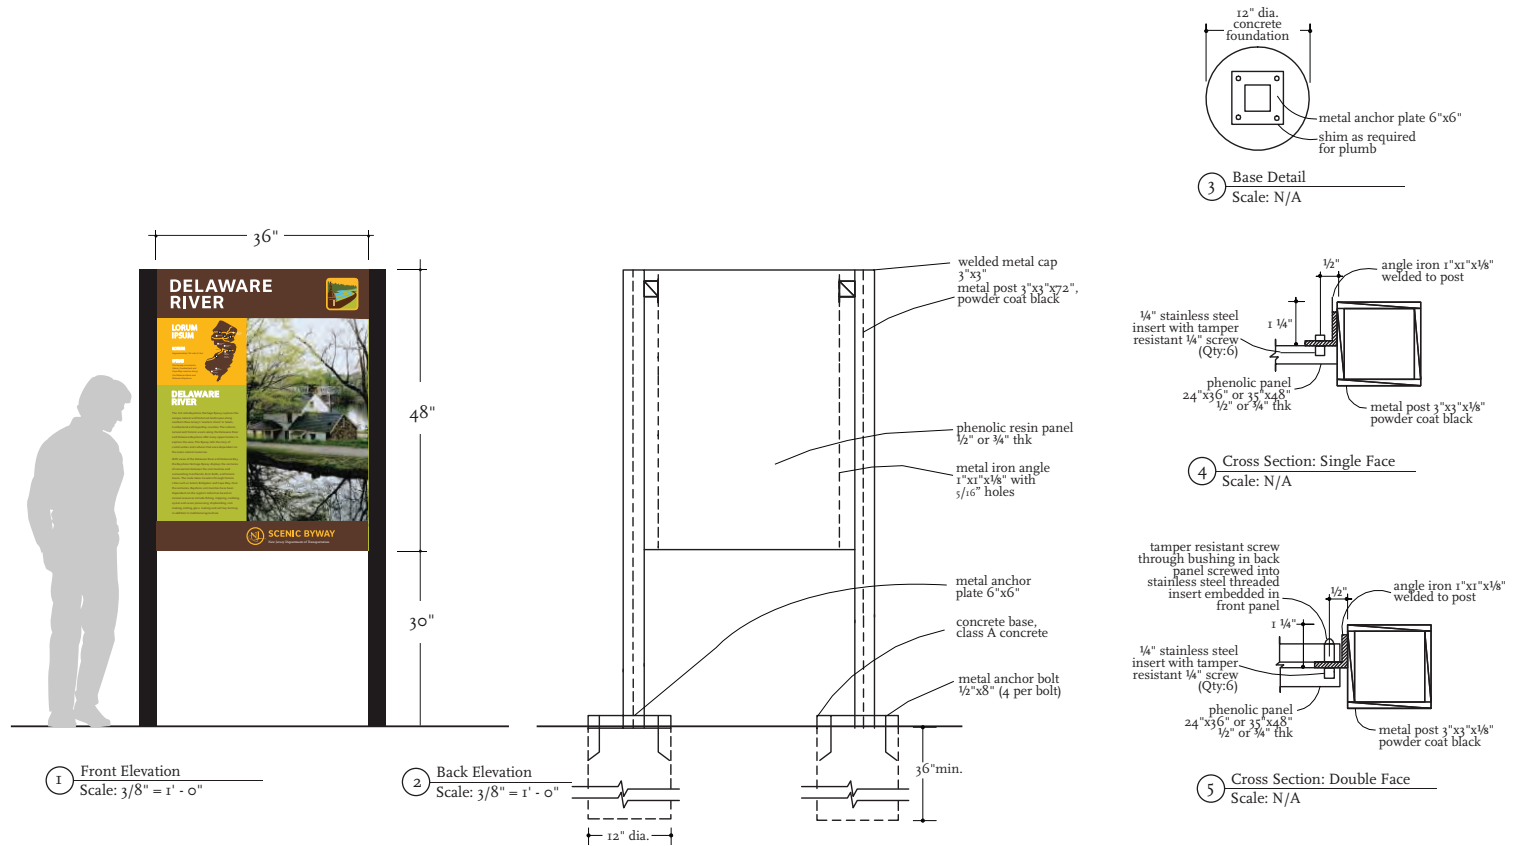 36"
DELAWARE
RIVER
LORUM
IPSUM
DELAWARE
RIVER
SCENIC BYWAY
New Jersey Department of Transportation
48"
30"
1
Front Elevation
Scale: 3/8" = 1' - 0"
welded metal cap
3"x3"
metal post 3"x3"x72",
powder coat black
phenolic resin panel
½" or ¾" thk
metal iron angle
1"x1"x⅛" with
5/16" holes
metal anchor
plate 6"x6"
concrete base,
class A concrete
metal anchor bolt
½"x8" (4 per bolt)
36"min.
12" dia.
2
Back Elevation
Scale: 3/8" = 1' - 0"
12" dia.
concrete
foundation
metal anchor plate 6"x6"
shim as required
for plumb
3
Base Detail
Scale: N/A
½"
angle iron 1"x1"x⅛"
welded to post
¼" stainless steel
insert with tamper
resistant ¼" screw
(Qty:6)
1 ¼"
phenolic panel
24"x36" or 35"x48"
½" or ¾" thk
metal post 3"x3"x⅛"
powder coat black
4
Cross Section: Single Face
Scale: N/A
tamper resistant screw
through bushing in back
panel screwed into
stainless steel threaded
insert embedded in
front panel
½"
angle iron 1"x1"x⅛"
welded to post
1 ¼"
¼" stainless steel
insert with tamper
resistant ¼" screw
(Qty:6)
phenolic panel
24"x36" or 35"x48"
½" or ¾" thk
metal post 3"x3"x⅛"
powder coat black
5
Cross Section: Double Face
Scale: N/A